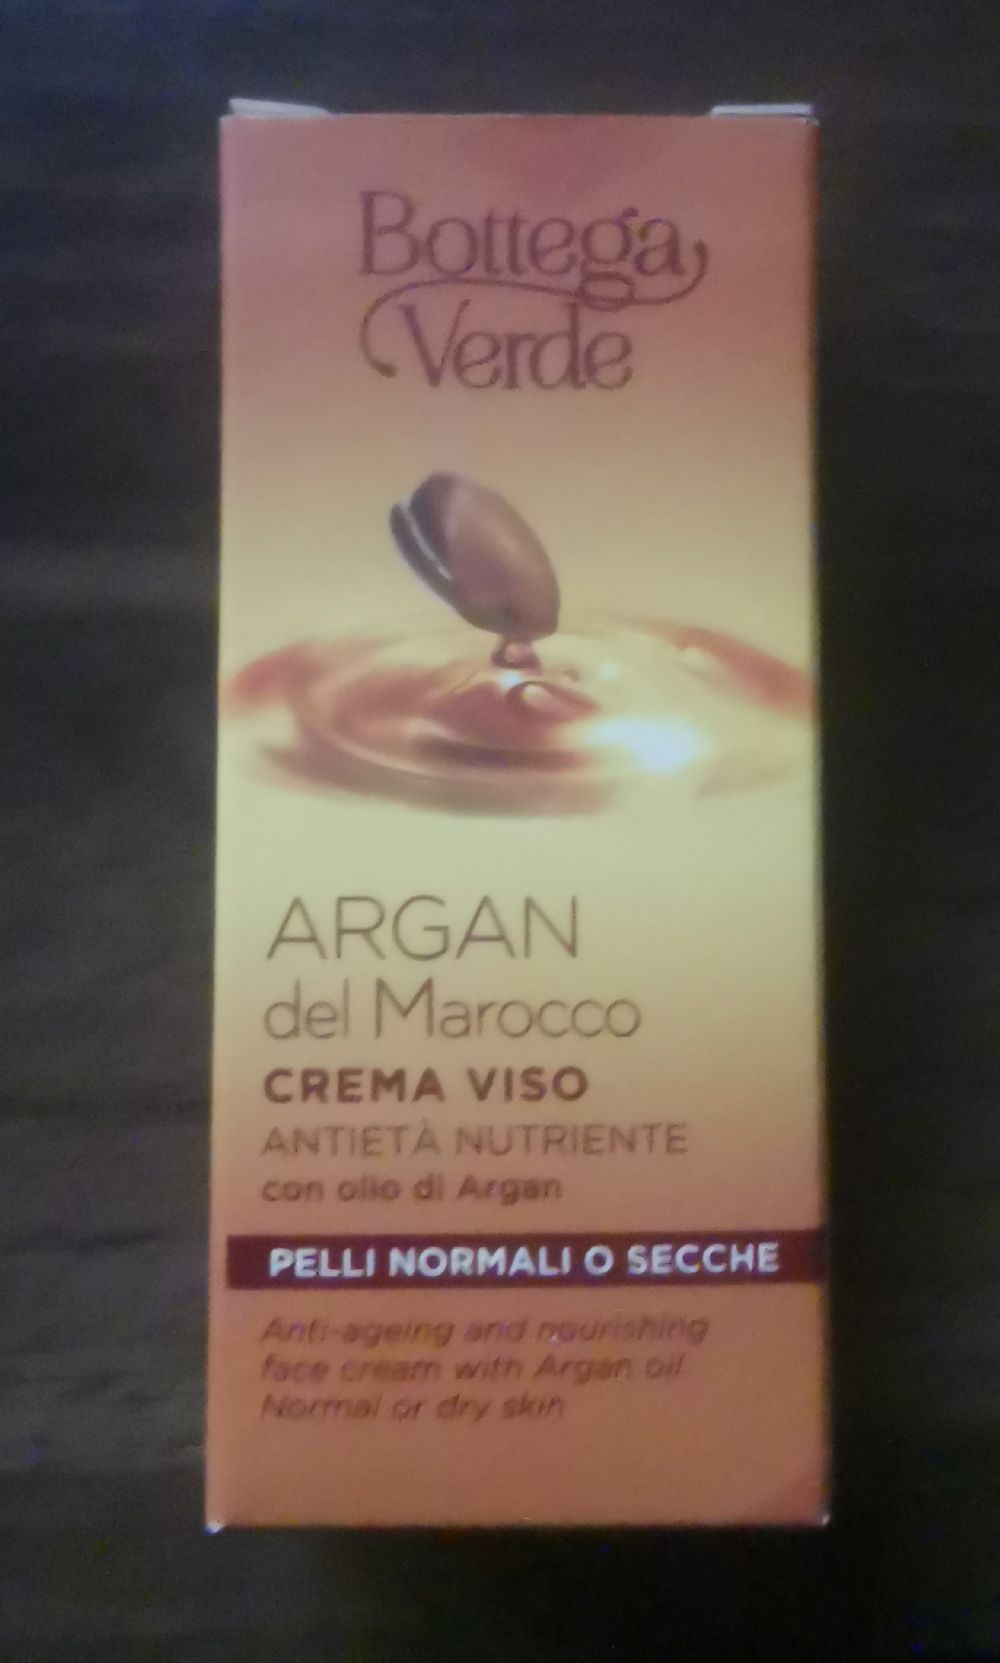 Bottega
Verde
ARGAN
del Marocco
CREMA VISO
ANTIETÀ NUTRIENTE
con olio di Argan
PELLI NORMALI O SECCHE
Anti-ageing and nourishing
face cream with Argan oil
Normal or dry skin